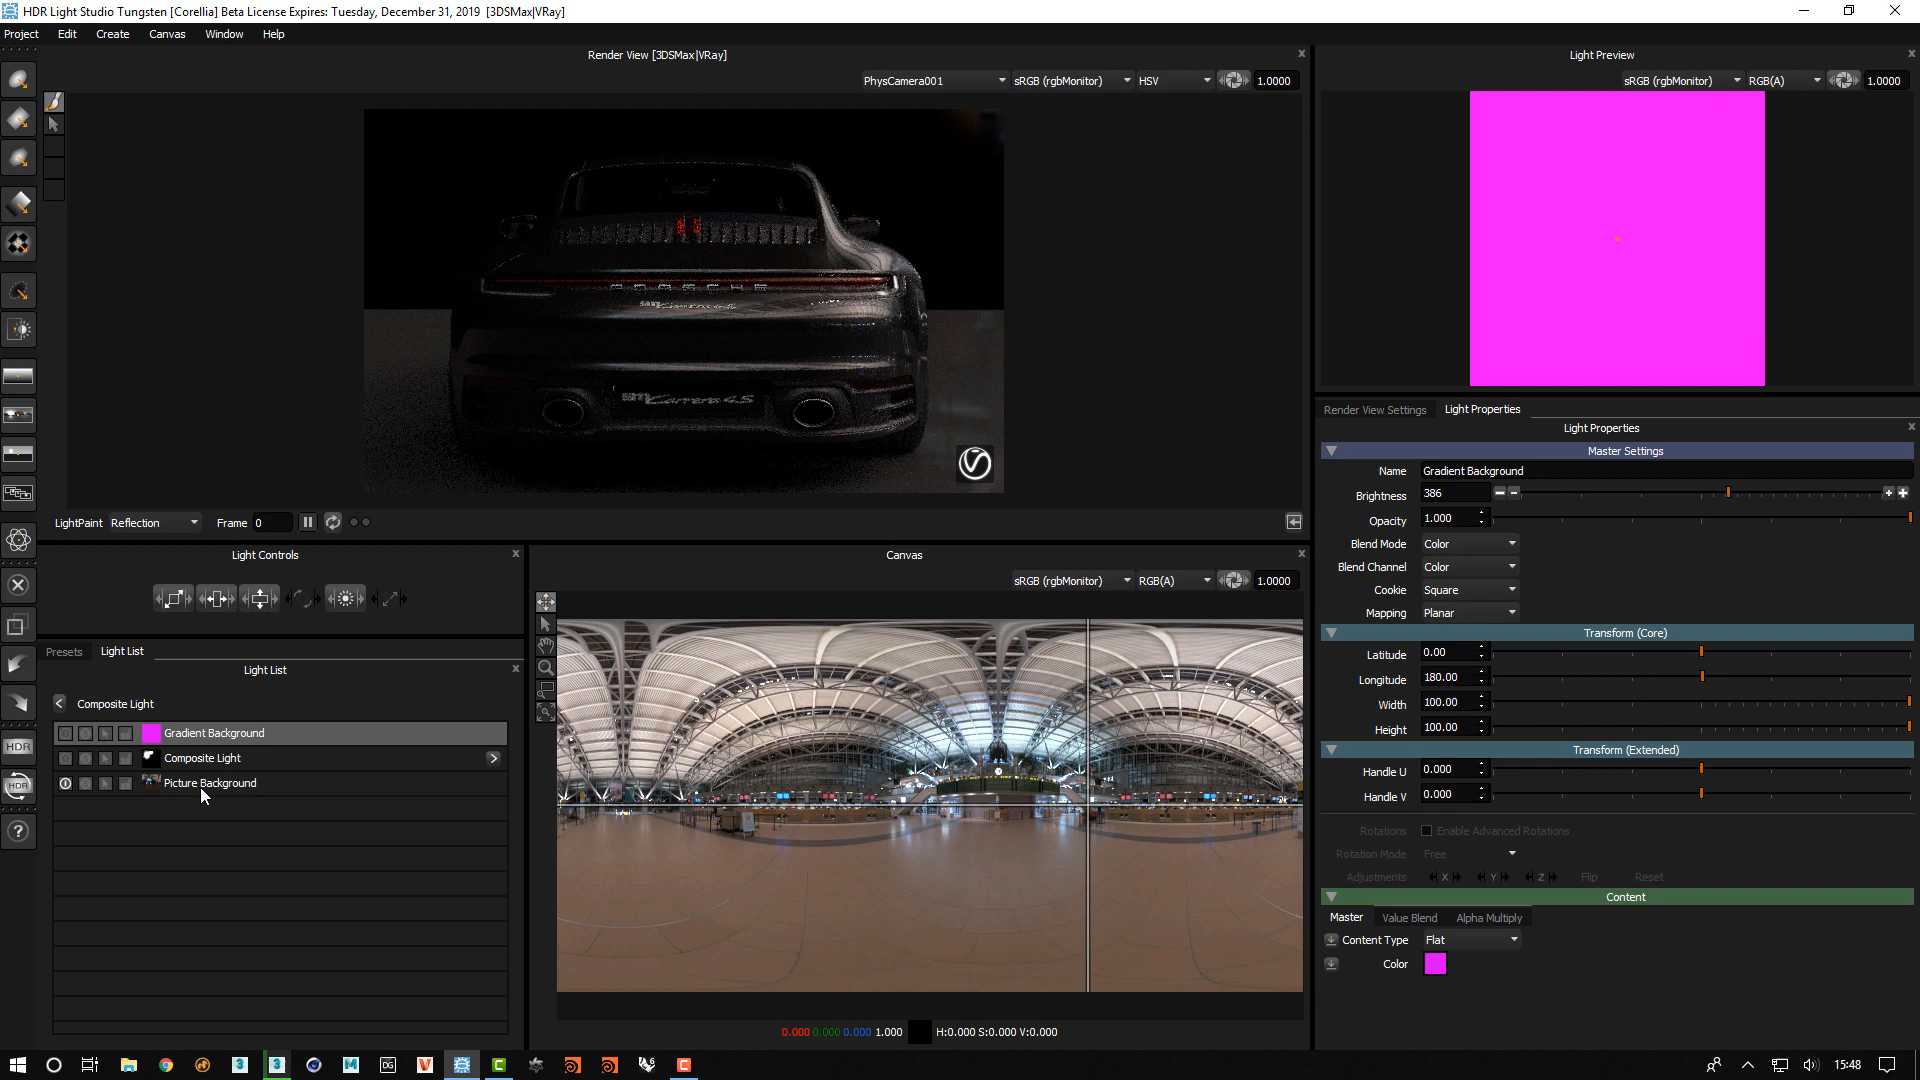 HDR Light Studio Tungsten [Corellia] Beta License Expires: Tuesday, December 31, 2019 [3DSMax|VRay]
Project Edit Create Canvas Window Help
Render View [3DSMax|VRay]
PhysCamera001 sRGB (rgbMonitor) HSV 1.0000
PORSCHE
911 Carrera 4S
LightPaint Reflection Frame 0
Light Preview
sRGB (rgbMonitor) RGB(A) 1.0000
Light Controls
Presets Light List
Light List
Composite Light
Gradient Background
Composite Light
Picture Background
HDR
HDR
Canvas
sRGB (rgbMonitor) RGB(A) 1.0000
0.000 0.000 0.000 1.000 H:0.000 S:0.000 V:0.000
Render View Settings Light Properties
Light Properties
Master Settings
Name Gradient Background
Brightness 386
Opacity 1.000
Blend Mode Color
Blend Channel Color
Cookie Square
Mapping Planar
Transform (Core)
Latitude 0.00
Longitude 180.00
Width 100.00
Height 100.00
Transform (Extended)
Handle U 0.000
Handle V 0.000
Rotations Enable Advanced Rotations
Rotation Mode Free
Adjustments X Y Z Flip Reset
Content
Master Value Blend Alpha Multiply
Content Type Flat
Color
15:48